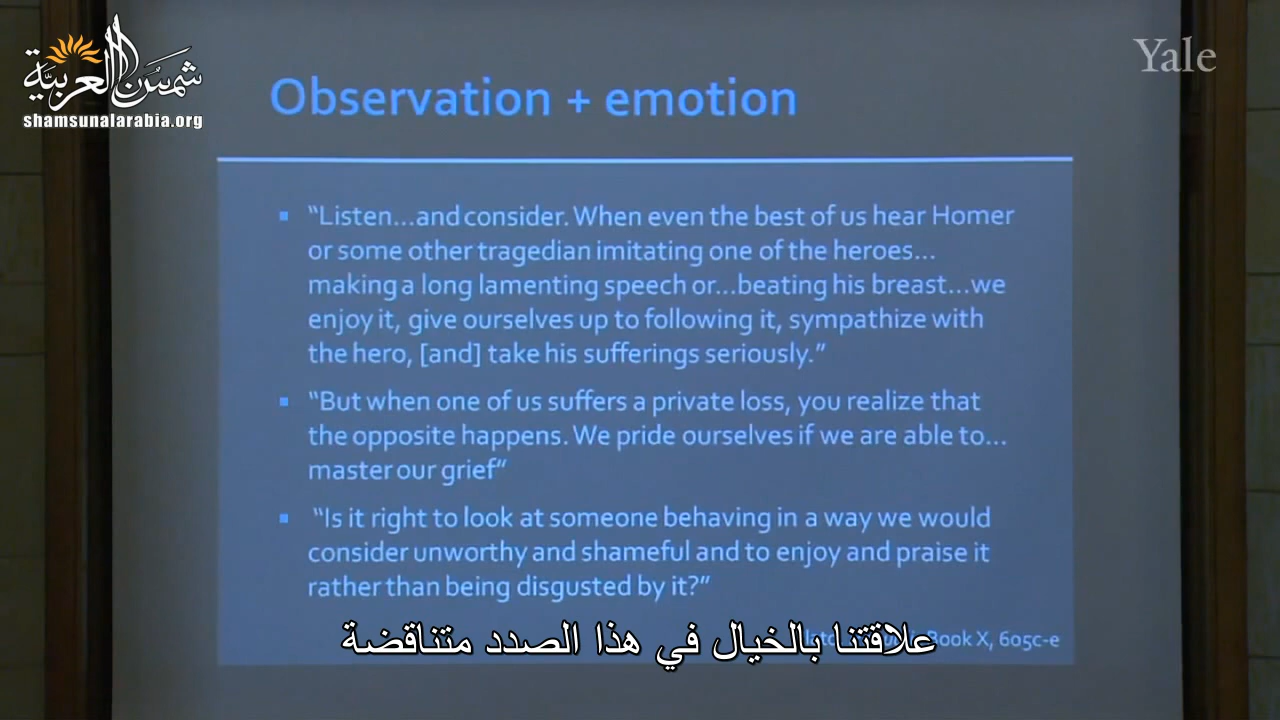 شمس العربية
shamsunalarabia.org
Yale
Observation + emotion
▪ “Listen…and consider. When even the best of us hear Homer
or some other tragedian imitating one of the heroes…
making a long lamenting speech or…beating his breast…we
enjoy it, give ourselves up to following it, sympathize with
the hero, [and] take his sufferings seriously.”
▪ “But when one of us suffers a private loss, you realize that
the opposite happens. We pride ourselves if we are able to…
master our grief”
▪ “Is it right to look at someone behaving in a way we would
consider unworthy and shameful and to enjoy and praise it
rather than being disgusted by it?”
Book X, 605c-e
علاقتنا بالخيال في هذا الصدد متناقضة